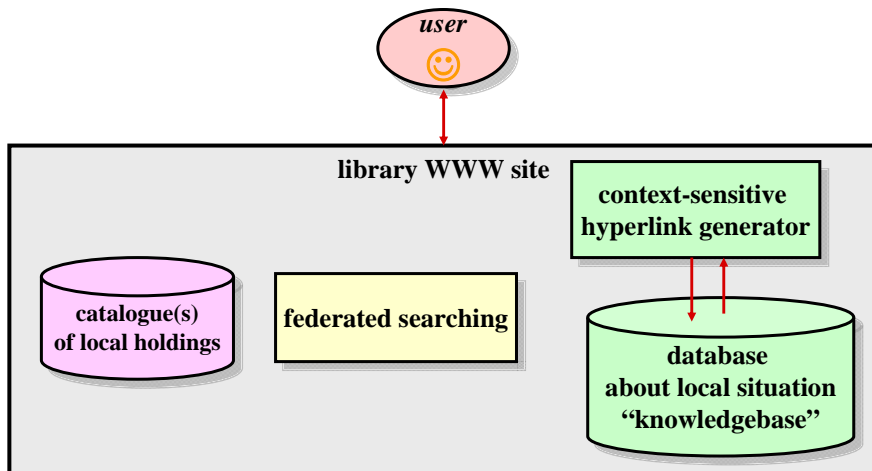 user
library WWW site
context-sensitive
hyperlink generator
catalogue(s)
of local holdings
federated searching
database
about local situation
“knowledgebase”